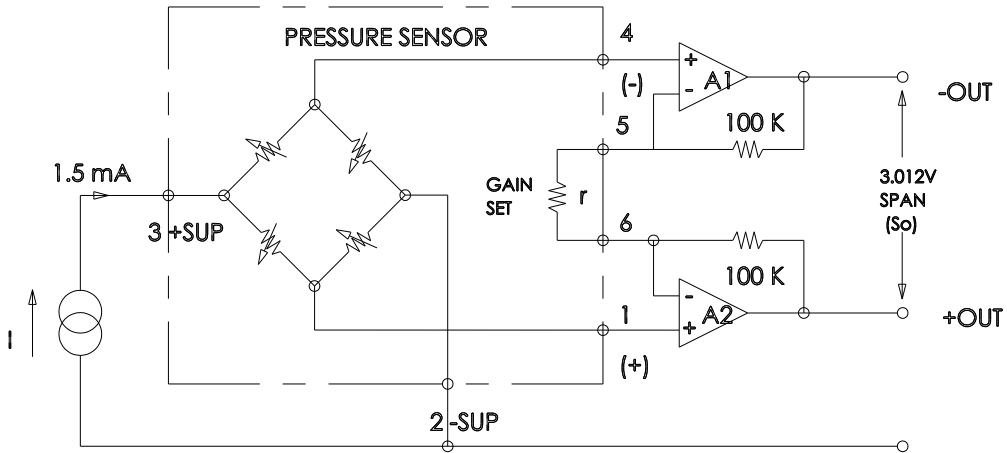 PRESSURE SENSOR
4
(-)
+
-
A1
-OUT
5
100 K
1.5 mA
GAIN
SET
r
3.012V
SPAN
(So)
3 +SUP
6
100 K
1
-
+
A2
+OUT
I
(+)
2 -SUP